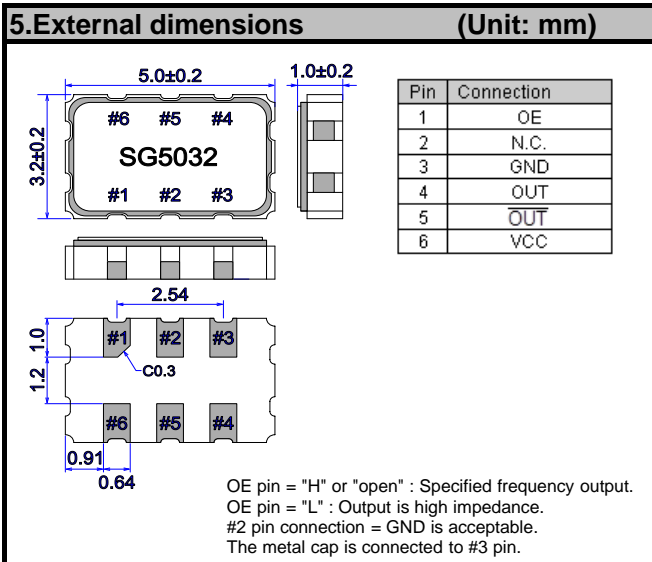 5.External dimensions (Unit: mm)
5.0±0.2
1.0±0.2
3.2±0.2
#6 #5 #4
SG5032
#1 #2 #3
Pin Connection
1 OE
2 N.C.
3 GND
4 OUT
5 O̅U̅T̅
6 VCC
2.54
1.0
1.2
#1 #2 #3
C0.3
#6 #5 #4
0.91
0.64
OE pin = "H" or "open" : Specified frequency output.
OE pin = "L" : Output is high impedance.
#2 pin connection = GND is acceptable.
The metal cap is connected to #3 pin.